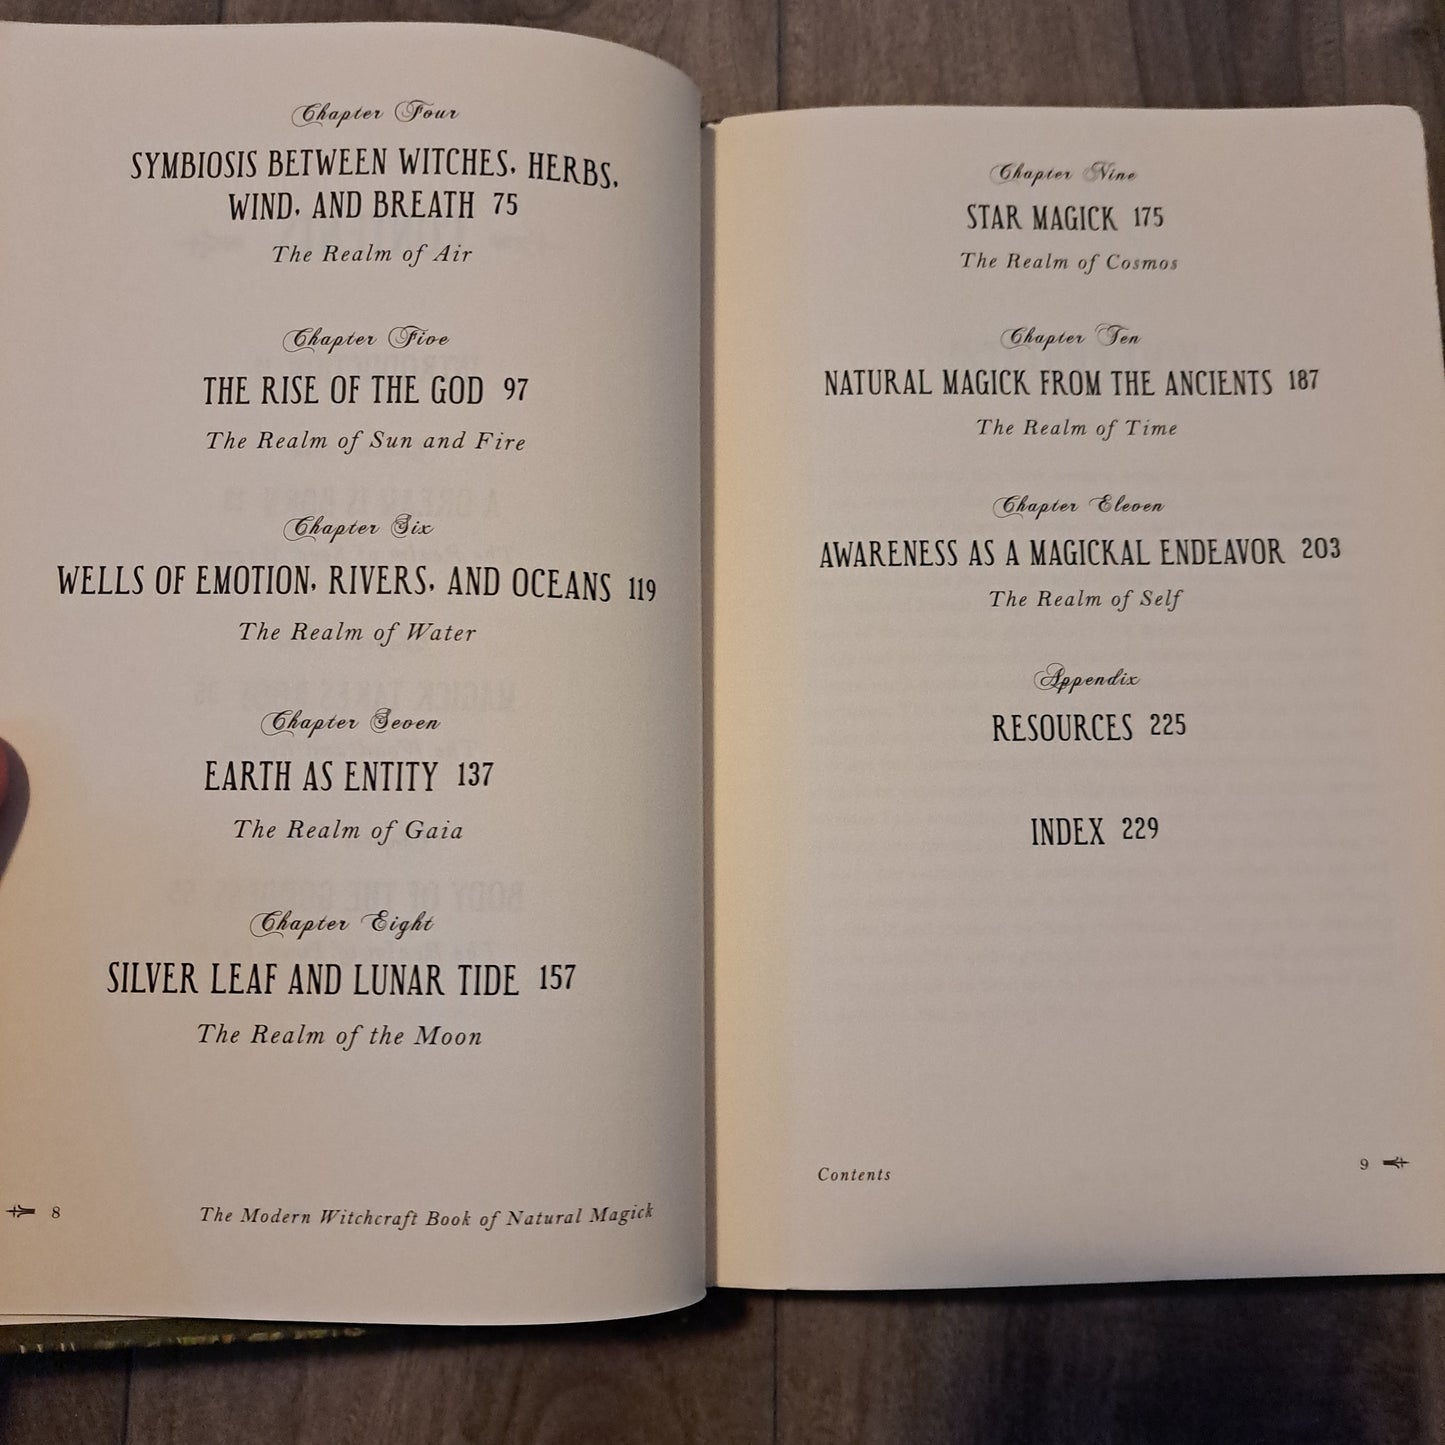 Chapter Four
SYMBIOSIS BETWEEN WITCHES, HERBS,
WIND, AND BREATH 75
The Realm of Air
Chapter Five
THE RISE OF THE GOD 97
The Realm of Sun and Fire
Chapter Six
WELLS OF EMOTION, RIVERS, AND OCEANS 119
The Realm of Water
Chapter Seven
EARTH AS ENTITY 137
The Realm of Gaia
Chapter Eight
SILVER LEAF AND LUNAR TIDE 157
The Realm of the Moon
8 The Modern Witchcraft Book of Natural Magick
Chapter Nine
STAR MAGICK 175
The Realm of Cosmos
Chapter Ten
NATURAL MAGICK FROM THE ANCIENTS 187
The Realm of Time
Chapter Eleven
AWARENESS AS A MAGICKAL ENDEAVOR 203
The Realm of Self
Appendix
RESOURCES 225
INDEX 229
Contents 9